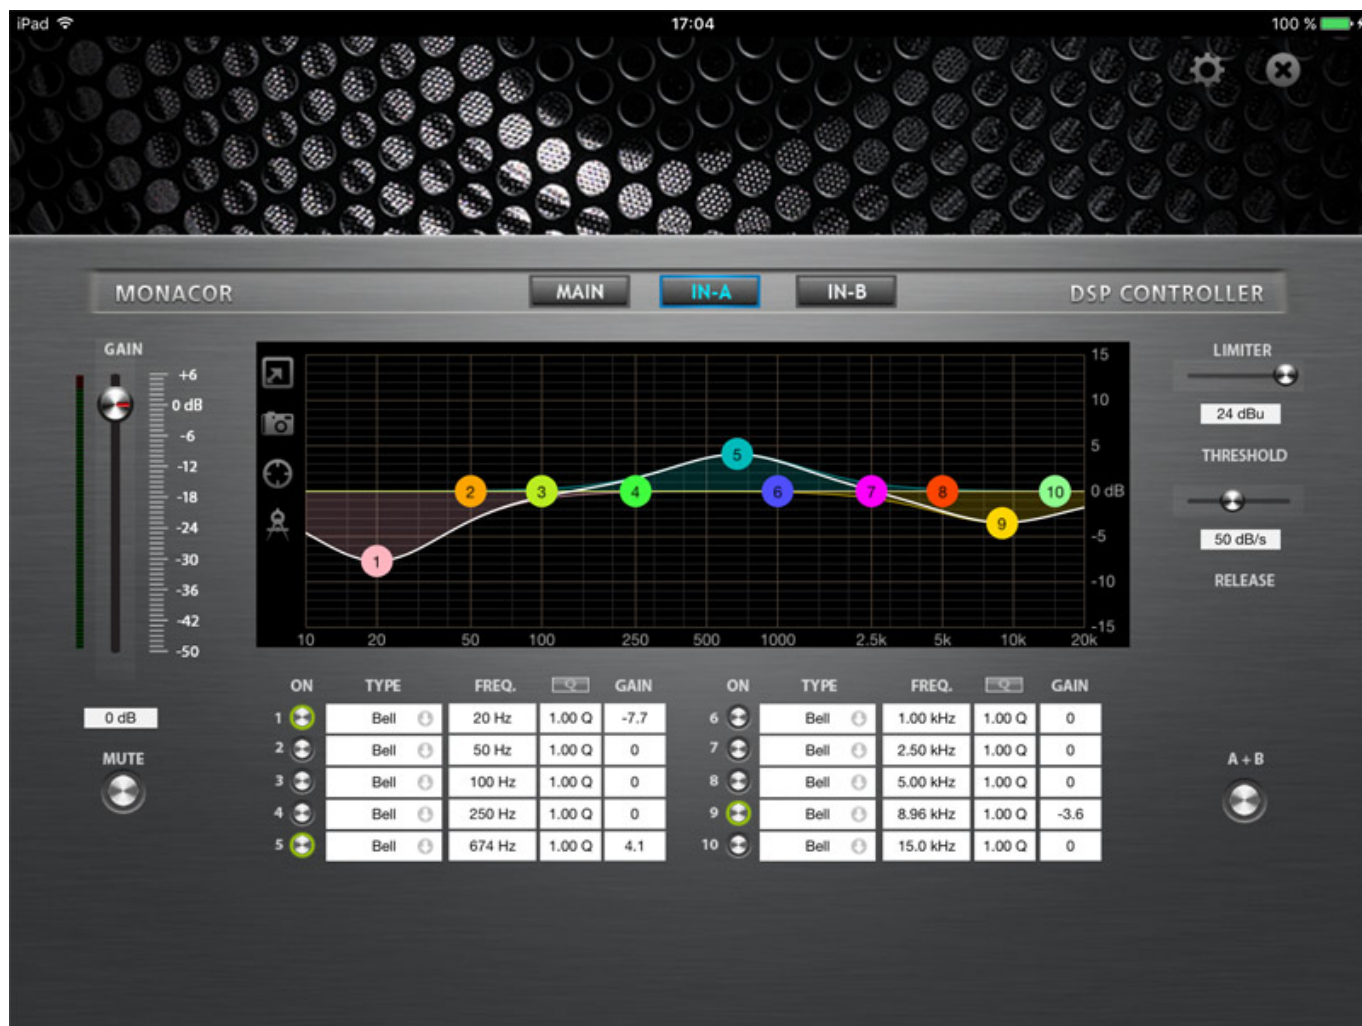 iPad 17:04 100 %
MONACOR MAIN IN-A IN-B DSP CONTROLLER
GAIN
+6
0 dB
-6
-12
-18
-24
-30
-36
-42
-50
0 dB
MUTE
15
10
5
0 dB
-5
-10
-15
1 2 3 4 5 6 7 8 9 10
10 20 50 100 250 500 1000 2.5k 5k 10k 20k
LIMITER
24 dBu
THRESHOLD
50 dB/s
RELEASE
A + B
ON TYPE FREQ. Q GAIN
1 Bell 20 Hz 1.00 Q -7.7
2 Bell 50 Hz 1.00 Q 0
3 Bell 100 Hz 1.00 Q 0
4 Bell 250 Hz 1.00 Q 0
5 Bell 674 Hz 1.00 Q 4.1
ON TYPE FREQ. Q GAIN
6 Bell 1.00 kHz 1.00 Q 0
7 Bell 2.50 kHz 1.00 Q 0
8 Bell 5.00 kHz 1.00 Q 0
9 Bell 8.96 kHz 1.00 Q -3.6
10 Bell 15.0 kHz 1.00 Q 0